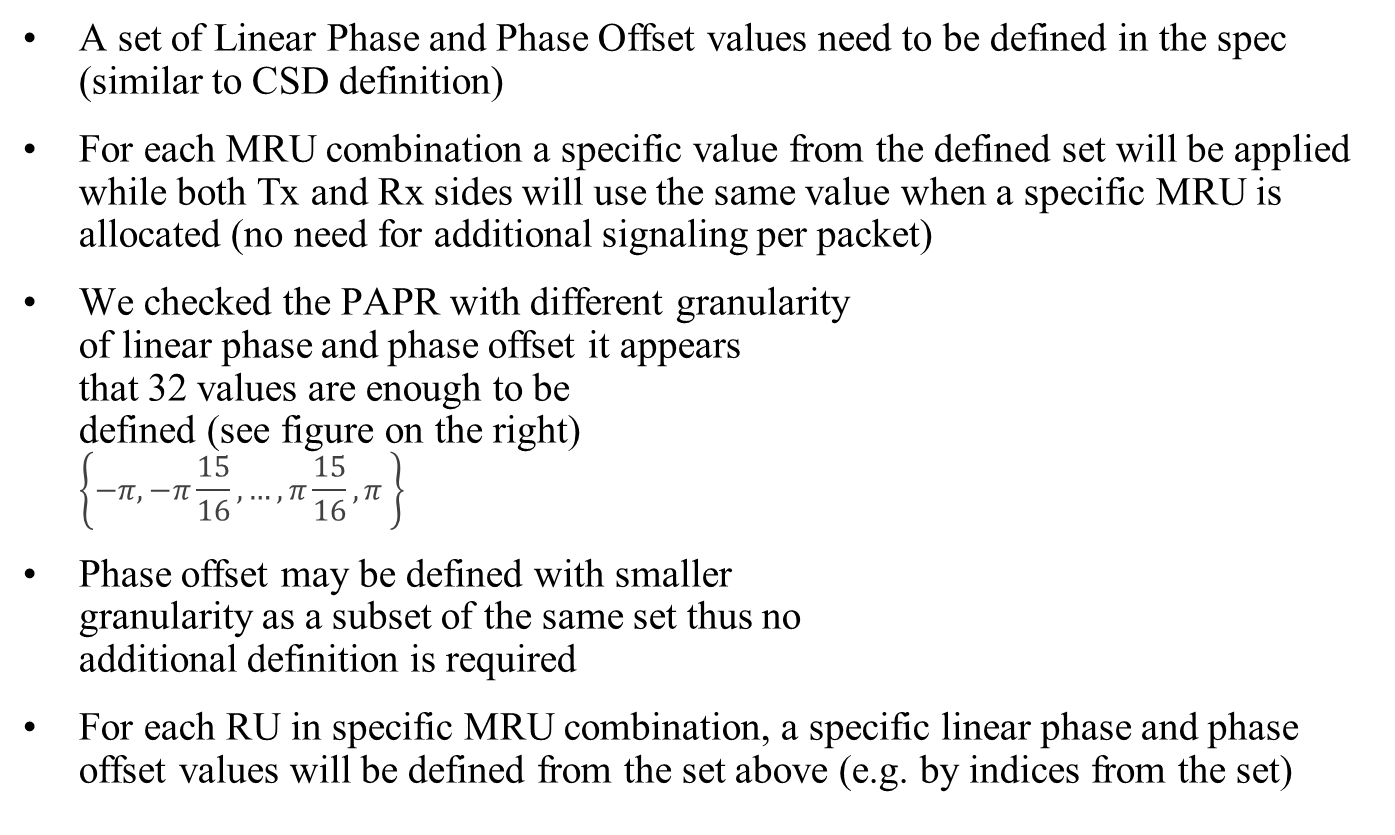 • A set of Linear Phase and Phase Offset values need to be defined in the spec
(similar to CSD definition)
• For each MRU combination a specific value from the defined set will be applied
while both Tx and Rx sides will use the same value when a specific MRU is
allocated (no need for additional signaling per packet)
• We checked the PAPR with different granularity
of linear phase and phase offset it appears
that 32 values are enough to be
defined (see figure on the right)
{−π, −π 15/16, ..., π 15/16, π}
• Phase offset may be defined with smaller
granularity as a subset of the same set thus no
additional definition is required
• For each RU in specific MRU combination, a specific linear phase and phase
offset values will be defined from the set above (e.g. by indices from the set)